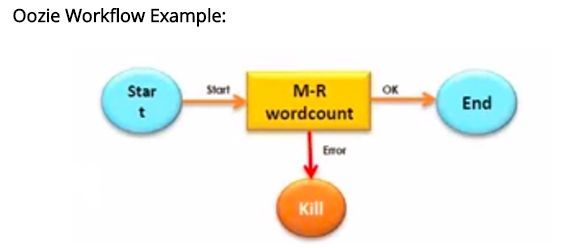 Oozie Workflow Example:
Star
t
Start
M-R
wordcount
OK
End
Error
Kill